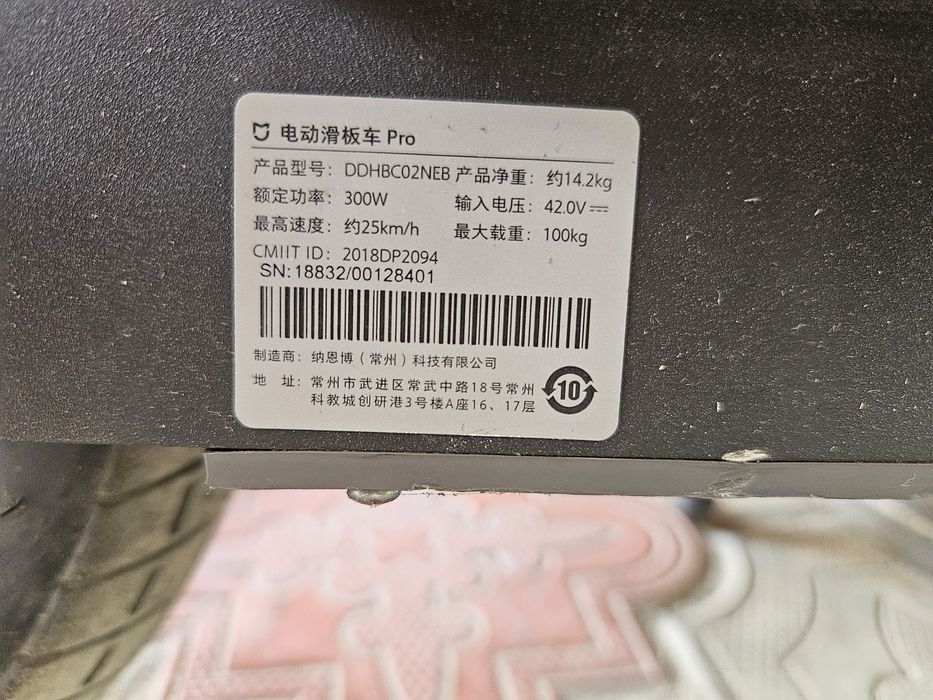 电动滑板车 Pro
产品型号： DDHBC02NEB 产品净重： 约14.2kg
额定功率： 300W 输入电压： 42.0V
最高速度： 约25km/h 最大载重： 100kg
CMIIT ID： 2018DP2094
SN:18832/00128401
制造商： 纳恩博（常州）科技有限公司
地 址： 常州市武进区常武中路18号常州
科教城创研港3号楼A座16、17层
10